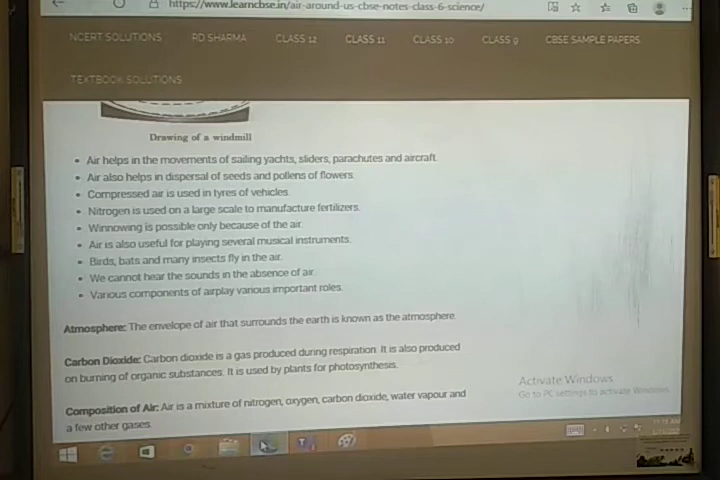 https://www.learncbse.in/air-around-us-cbse-notes-class-6-science/
NCERT SOLUTIONS RD SHARMA CLASS 12 CLASS 11 CLASS 10 CLASS 9 CBSE SAMPLE PAPERS
TEXTBOOK SOLUTIONS
Drawing of a windmill
• Air helps in the movements of sailing yachts, sliders, parachutes and aircraft.
• Air also helps in dispersal of seeds and pollens of flowers.
• Compressed air is used in tyres of vehicles.
• Nitrogen is used on a large scale to manufacture fertilizers.
• Winnowing is possible only because of the air.
• Air is also useful for playing several musical instruments.
• Birds, bats and many insects fly in the air.
• We cannot hear the sounds in the absence of air.
• Various components of airplay various important roles.
Atmosphere: The envelope of air that surrounds the earth is known as the atmosphere.
Carbon Dioxide: Carbon dioxide is a gas produced during respiration. It is also produced
on burning of organic substances. It is used by plants for photosynthesis.
Composition of Air: Air is a mixture of nitrogen, oxygen, carbon dioxide, water vapour and
a few other gases.
Activate Windows
Go to PC settings to activate Windows.